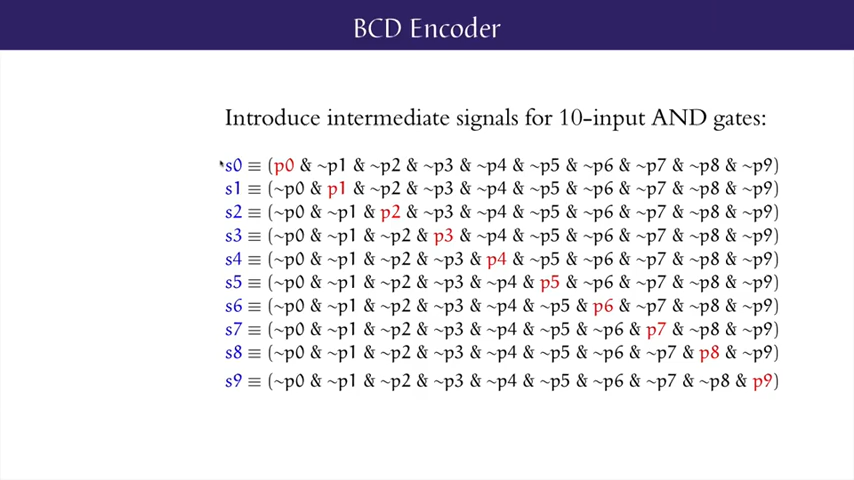 BCD Encoder
Introduce intermediate signals for 10-input AND gates:
s0 ≡ (p0 & ~p1 & ~p2 & ~p3 & ~p4 & ~p5 & ~p6 & ~p7 & ~p8 & ~p9)
s1 ≡ (~p0 & p1 & ~p2 & ~p3 & ~p4 & ~p5 & ~p6 & ~p7 & ~p8 & ~p9)
s2 ≡ (~p0 & ~p1 & p2 & ~p3 & ~p4 & ~p5 & ~p6 & ~p7 & ~p8 & ~p9)
s3 ≡ (~p0 & ~p1 & ~p2 & p3 & ~p4 & ~p5 & ~p6 & ~p7 & ~p8 & ~p9)
s4 ≡ (~p0 & ~p1 & ~p2 & ~p3 & p4 & ~p5 & ~p6 & ~p7 & ~p8 & ~p9)
s5 ≡ (~p0 & ~p1 & ~p2 & ~p3 & ~p4 & p5 & ~p6 & ~p7 & ~p8 & ~p9)
s6 ≡ (~p0 & ~p1 & ~p2 & ~p3 & ~p4 & ~p5 & p6 & ~p7 & ~p8 & ~p9)
s7 ≡ (~p0 & ~p1 & ~p2 & ~p3 & ~p4 & ~p5 & ~p6 & p7 & ~p8 & ~p9)
s8 ≡ (~p0 & ~p1 & ~p2 & ~p3 & ~p4 & ~p5 & ~p6 & ~p7 & p8 & ~p9)
s9 ≡ (~p0 & ~p1 & ~p2 & ~p3 & ~p4 & ~p5 & ~p6 & ~p7 & ~p8 & p9)